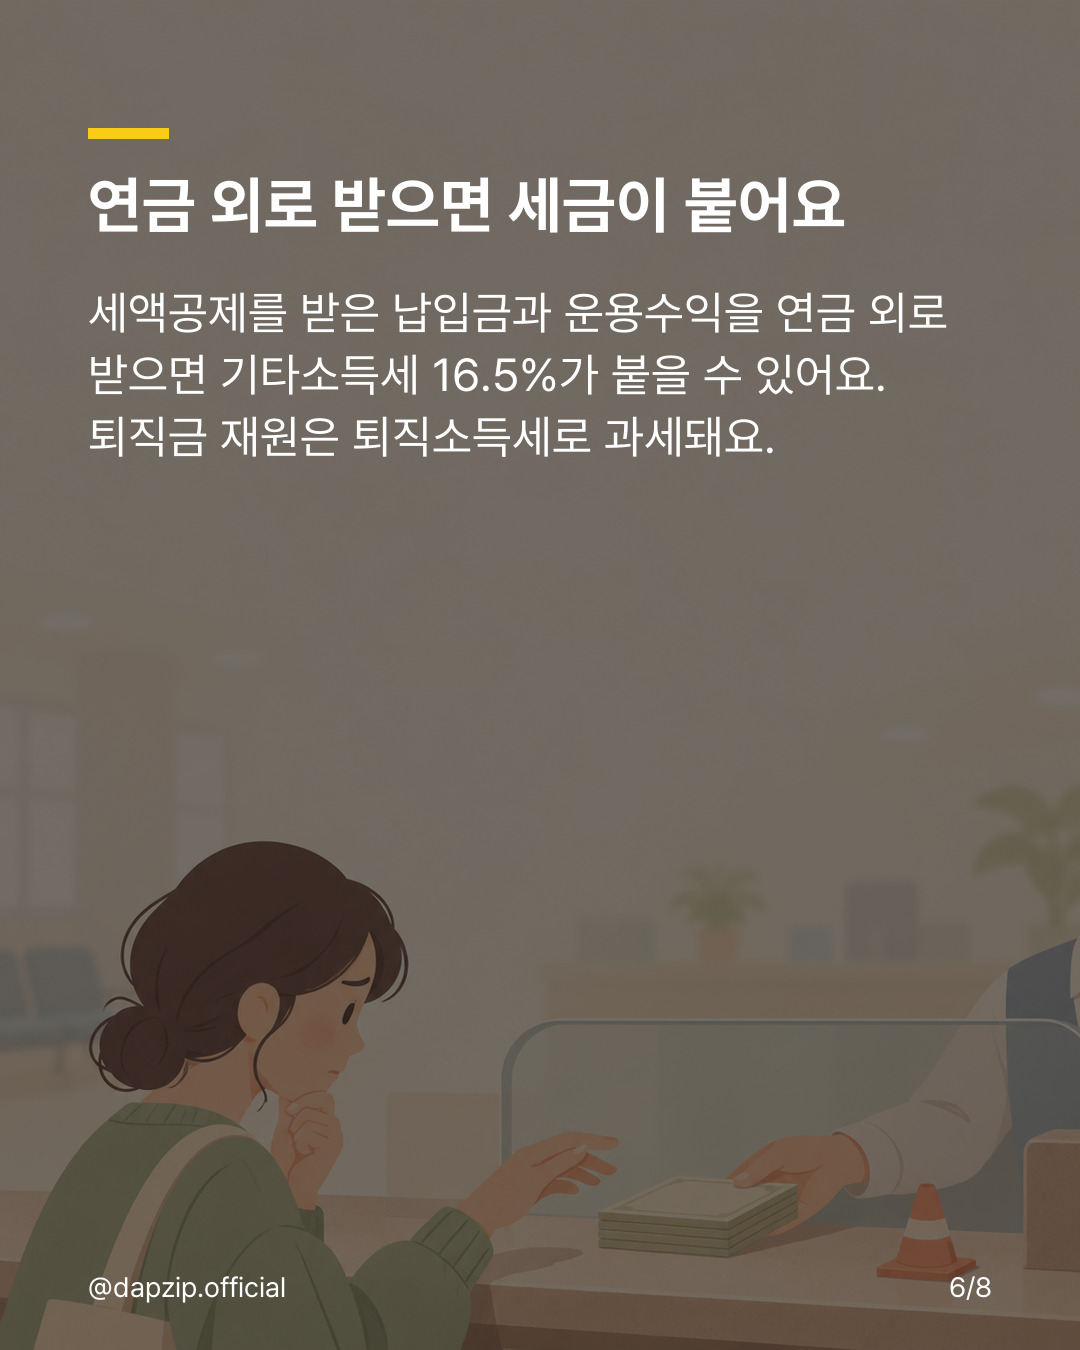 연금 외로 받으면 세금이 붙어요
세액공제를 받은 납입금과 운용수익을 연금 외로
받으면 기타소득세 16.5%가 붙을 수 있어요.
퇴직금 재원은 퇴직소득세로 과세돼요.
@dapzip.official
6/8